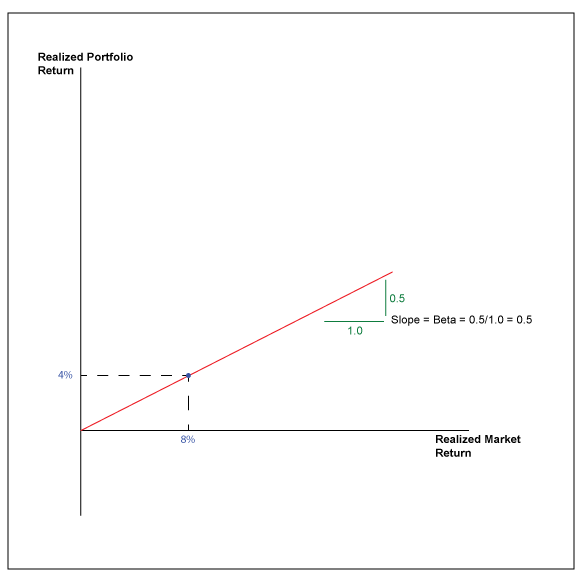 Realized Portfolio
Return
0.5
Slope = Beta = 0.5/1.0 = 0.5
1.0
4%
8%
Realized Market
Return